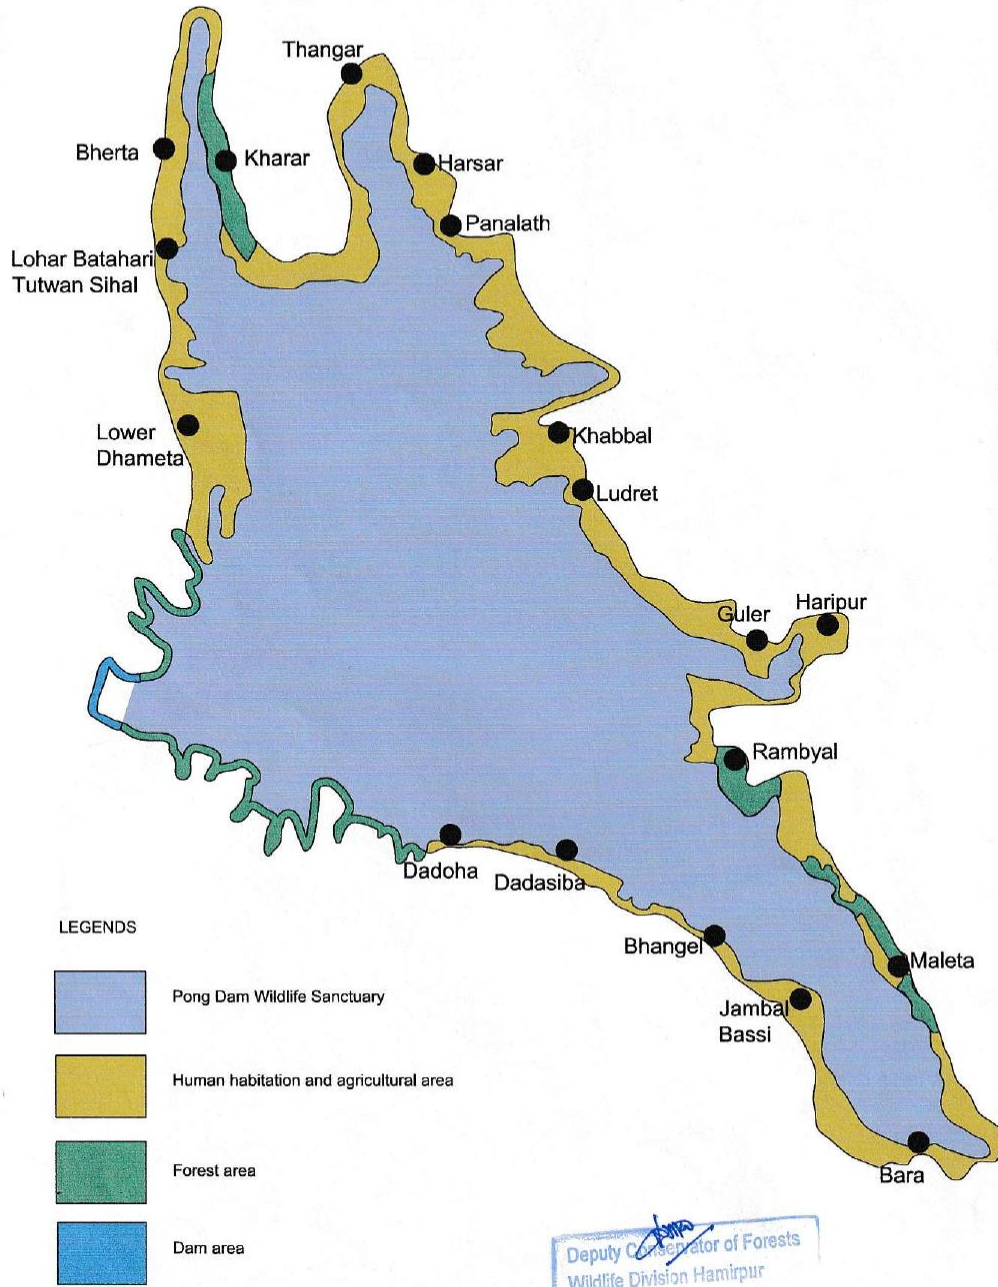 Thangar
Bherta
Kharar
Harsar
Panalath
Lohar Batahari
Tutwan Sihal
Lower
Dhameta
Khabbal
Ludret
Guler
Haripur
Rambyal
Dadoha
Dadasiba
Bhangel
Maleta
Jambal
Bassi
Bara
LEGENDS
Pong Dam Wildlife Sanctuary
Human habitation and agricultural area
Forest area
Dam area
Deputy Conservator of Forests
Wildlife Division Hamirpur